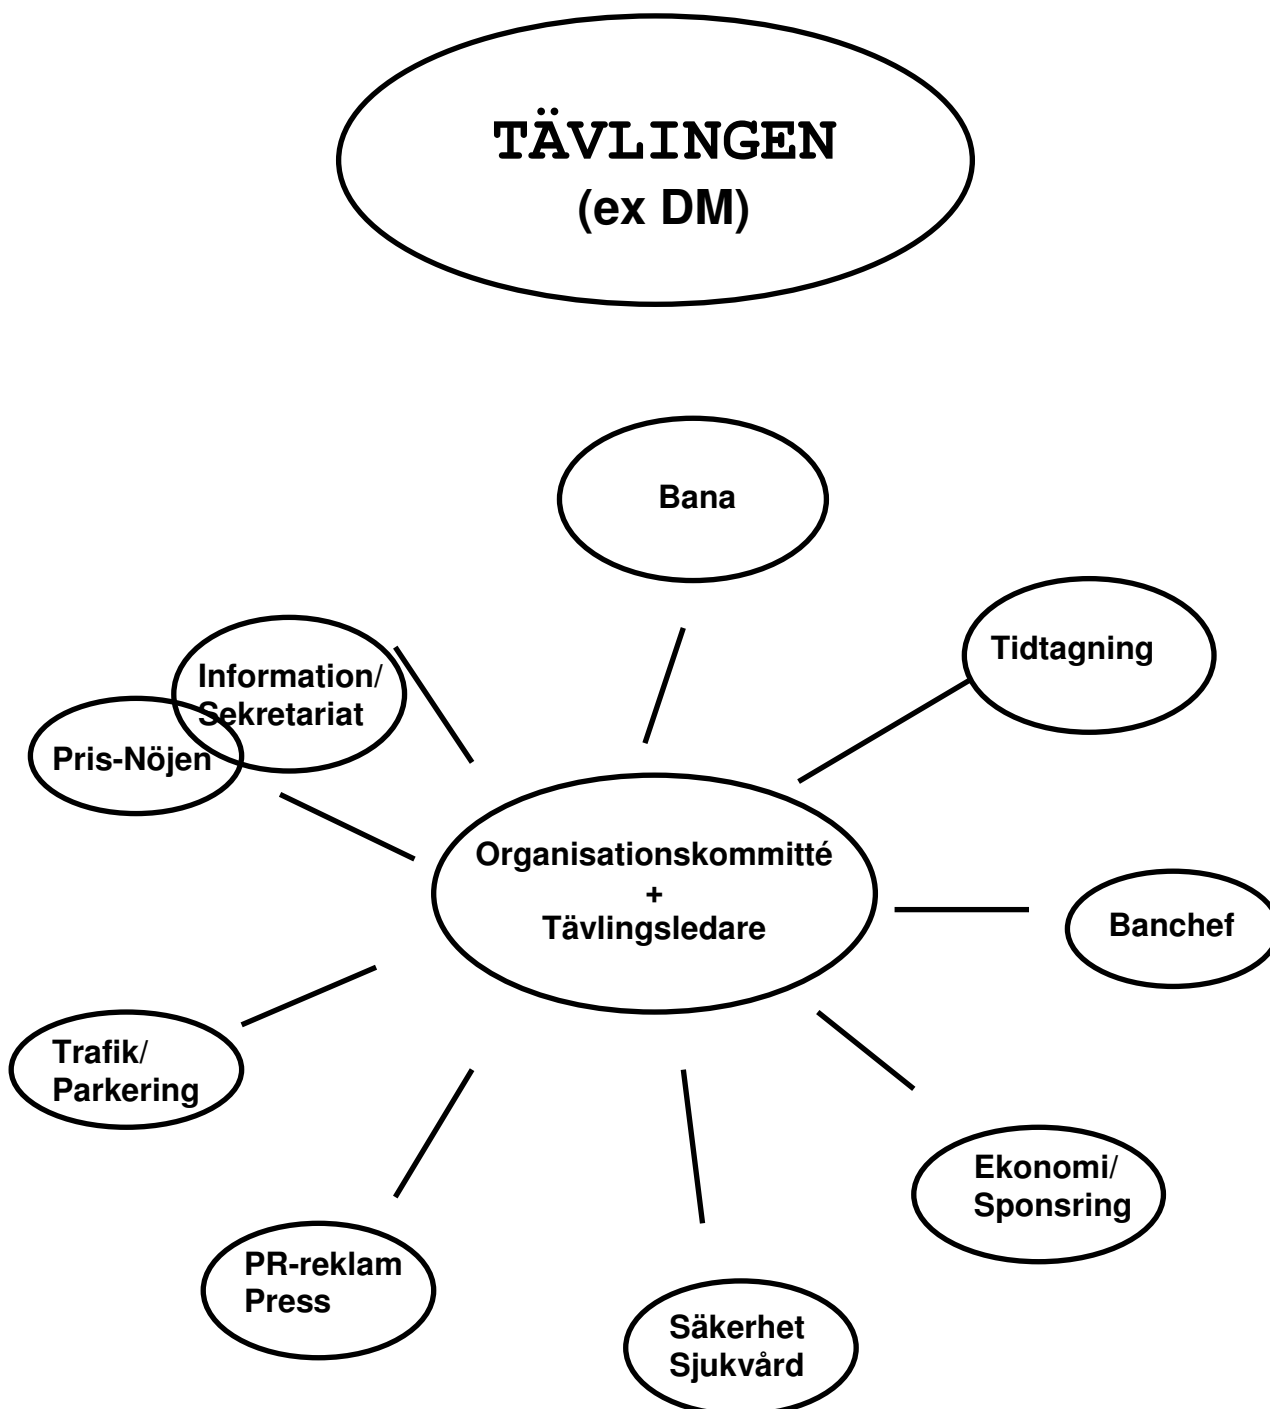 TÄVLINGEN
(ex DM)
Bana
Tidtagning
Information/
Sekretariat
Pris-Nöjen
Organisationskommitté
+
Tävlingsledare
Banchef
Trafik/
Parkering
Ekonomi/
Sponsring
PR-reklam
Press
Säkerhet
Sjukvård